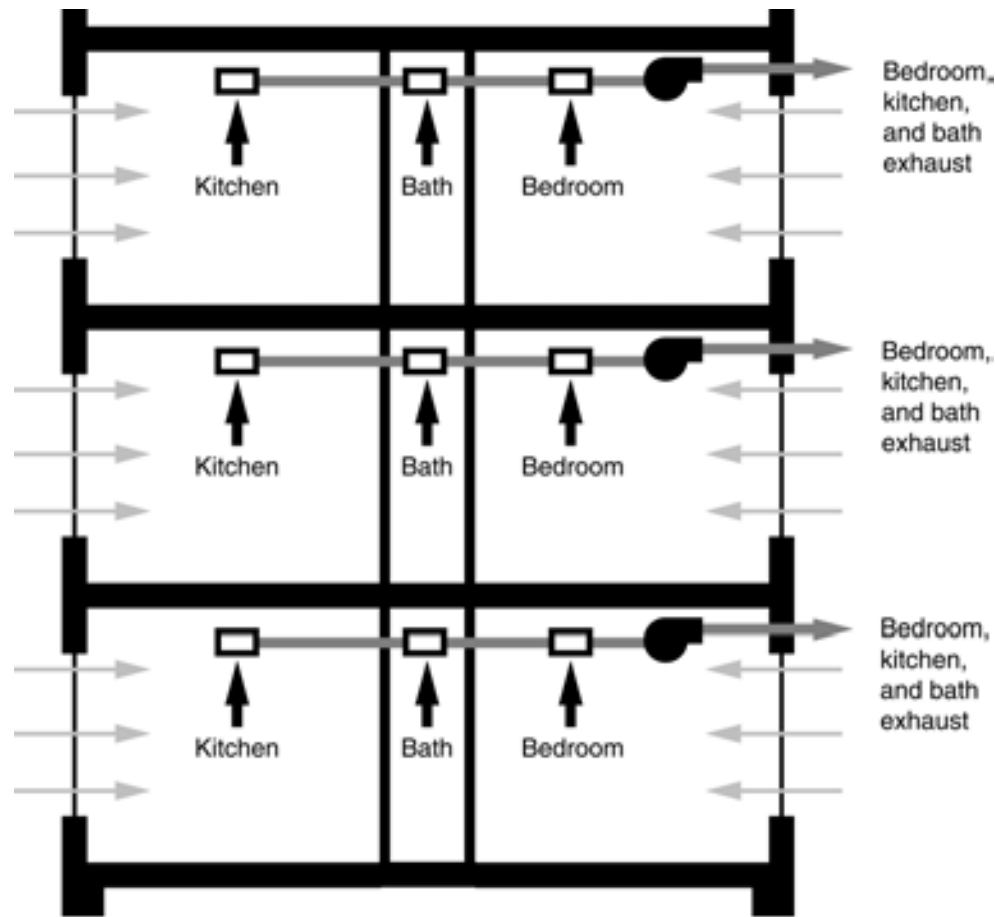 Kitchen
Bath
Bedroom
Bedroom,
kitchen,
and bath
exhaust
Kitchen
Bath
Bedroom
Bedroom,
kitchen,
and bath
exhaust
Kitchen
Bath
Bedroom
Bedroom,
kitchen,
and bath
exhaust